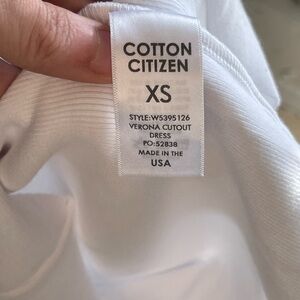 COTTON
CITIZEN
XS
STYLE:W5395126
VERONA CUTOUT
DRESS
PO:52838
MADE IN THE
USA